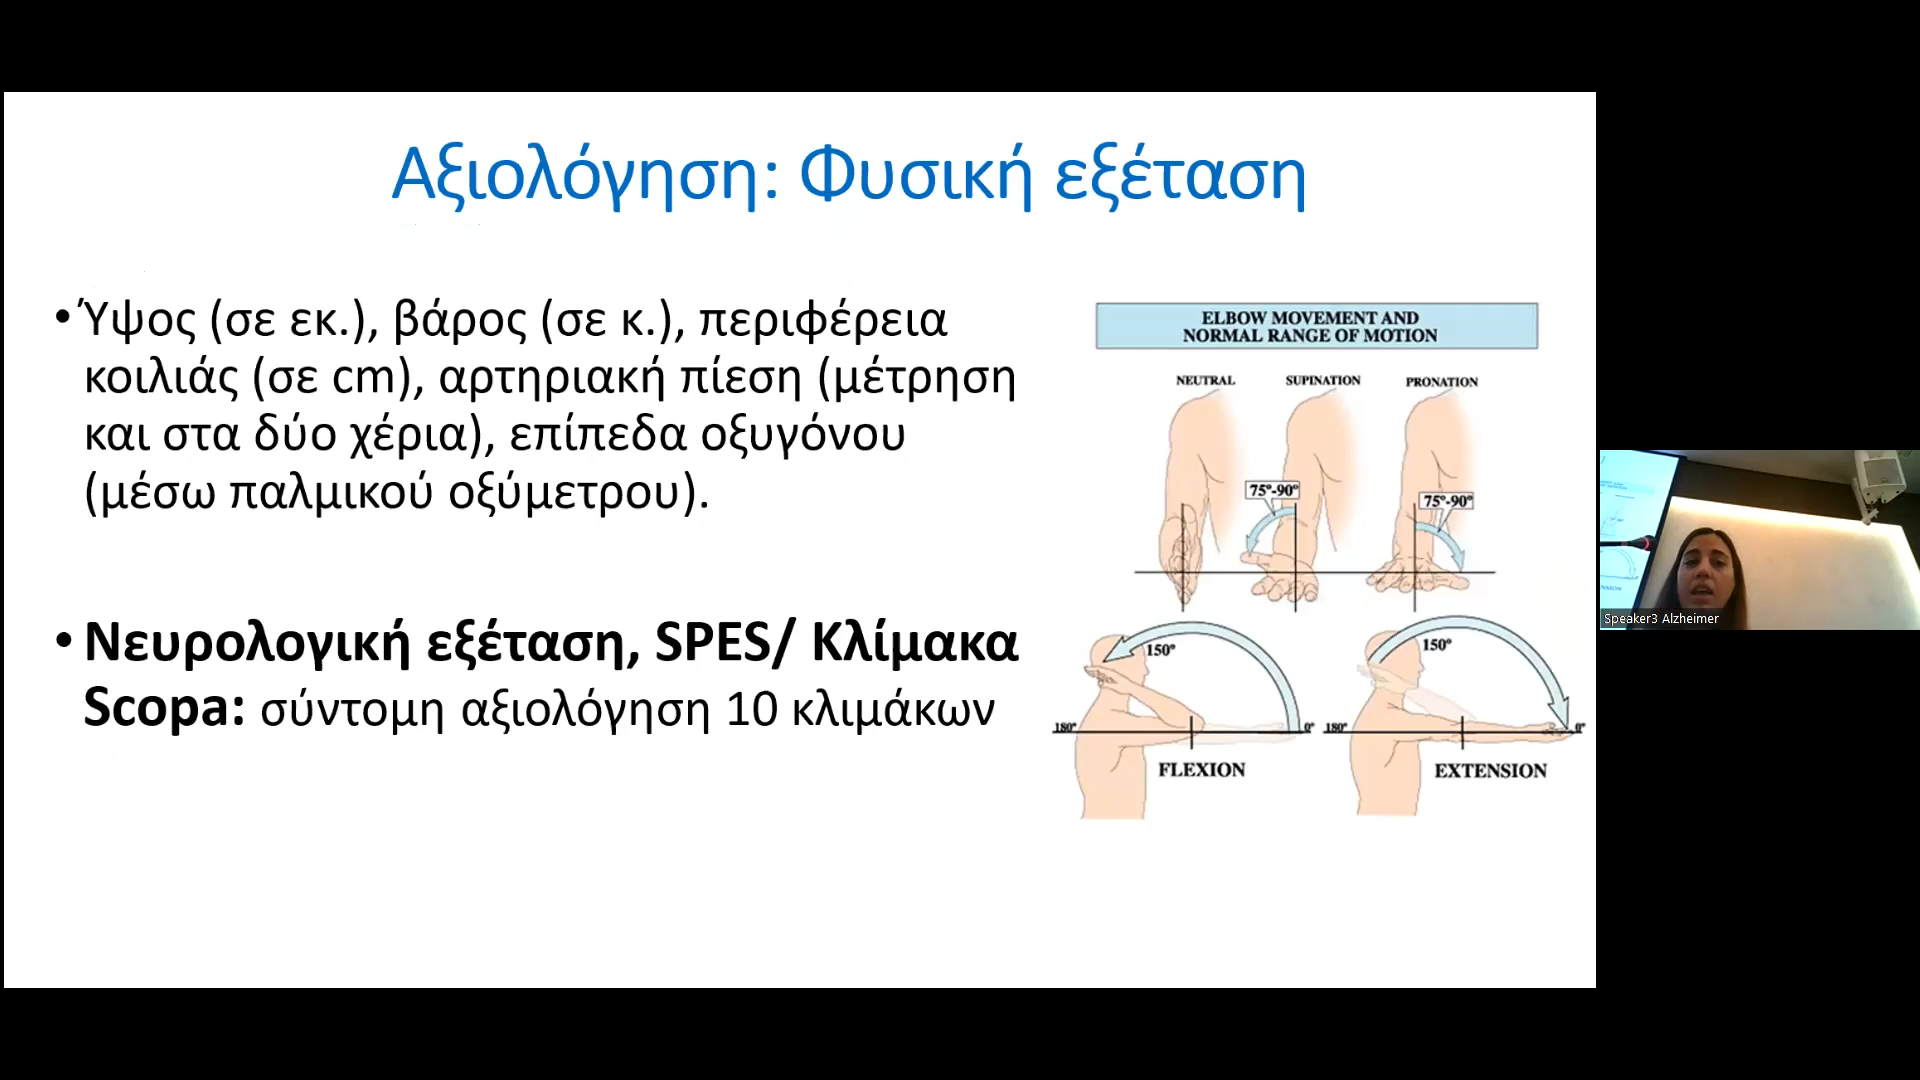 Αξιολόγηση: Φυσική εξέταση
• Ύψος (σε εκ.), βάρος (σε κ.), περιφέρεια
κοιλιάς (σε cm), αρτηριακή πίεση (μέτρηση
και στα δύο χέρια), επίπεδα οξυγόνου
(μέσω παλμικού οξύμετρου).
• Νευρολογική εξέταση, SPES/ Κλίμακα
Scopa: σύντομη αξιολόγηση 10 κλιμάκων
ELBOW MOVEMENT AND
NORMAL RANGE OF MOTION
NEUTRAL SUPINATION PRONATION
75°-90° 75°-90°
150° 150°
180° 0° 180° 0°
FLEXION EXTENSION
Speaker3 Alzheimer